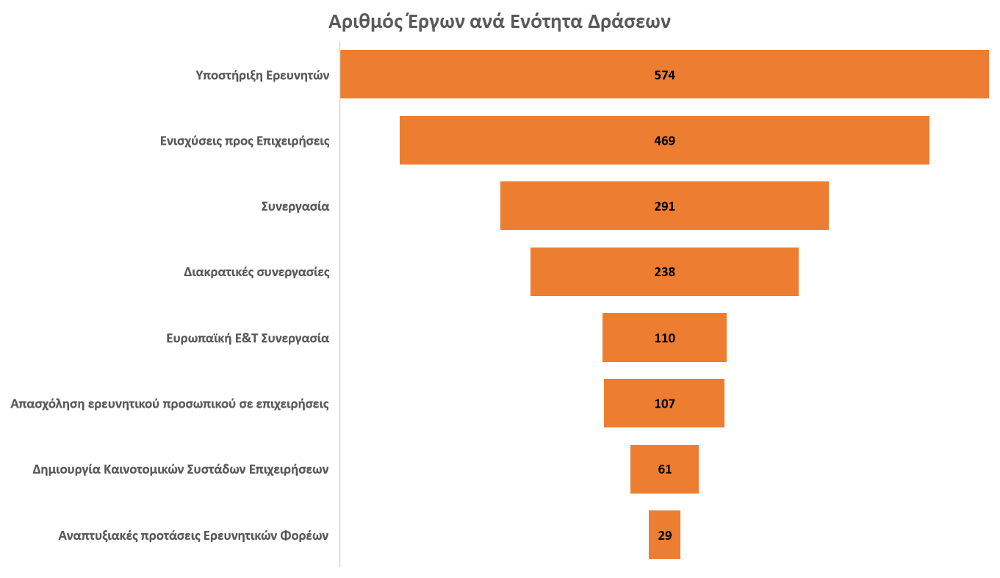 Αριθμός Έργων ανά Ενότητα Δράσεων
Υποστήριξη Ερευνητών 574
Ενισχύσεις προς Επιχειρήσεις 469
Συνεργασία 291
Διακρατικές συνεργασίες 238
Ευρωπαϊκή Ε&Τ Συνεργασία 110
Απασχόληση ερευνητικού προσωπικού σε επιχειρήσεις 107
Δημιουργία Καινοτομικών Συστάδων Επιχειρήσεων 61
Αναπτυξιακές προτάσεις Ερευνητικών Φορέων 29